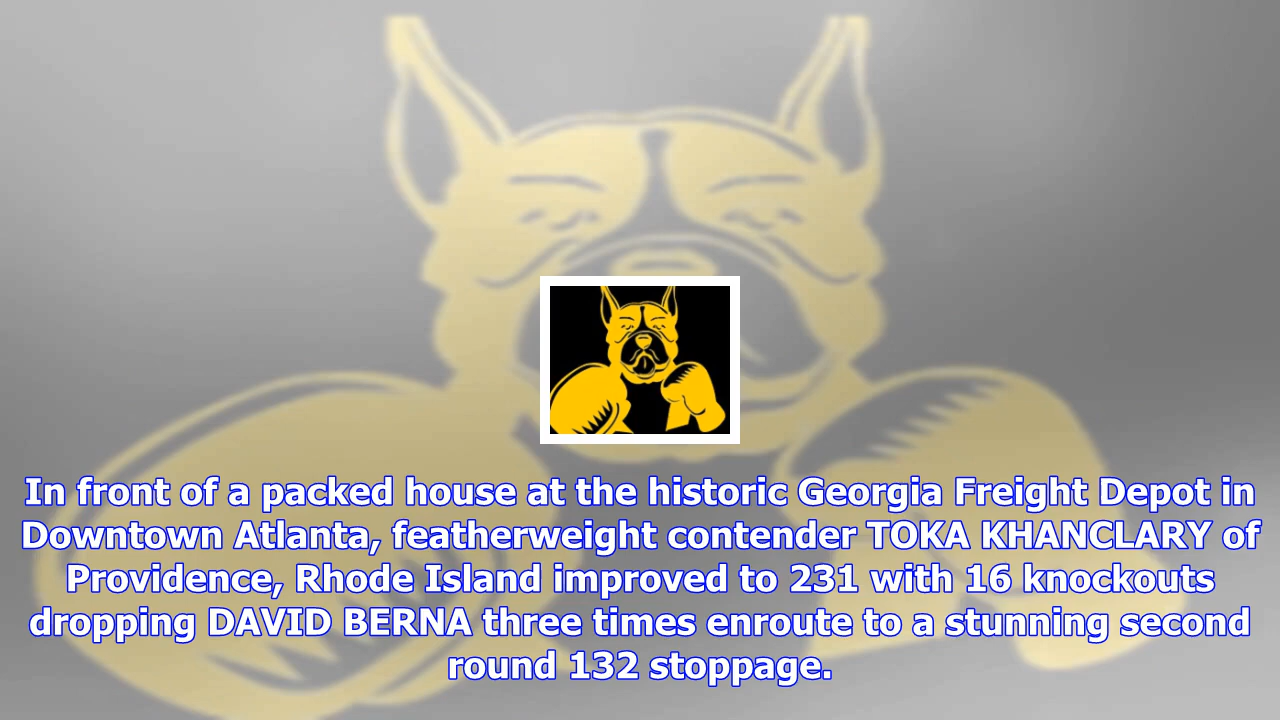 In front of a packed house at the historic Georgia Freight Depot in
Downtown Atlanta, featherweight contender TOKA KHANCLARY of
Providence, Rhode Island improved to 231 with 16 knockouts
dropping DAVID BERNA three times enroute to a stunning second
round 132 stoppage.